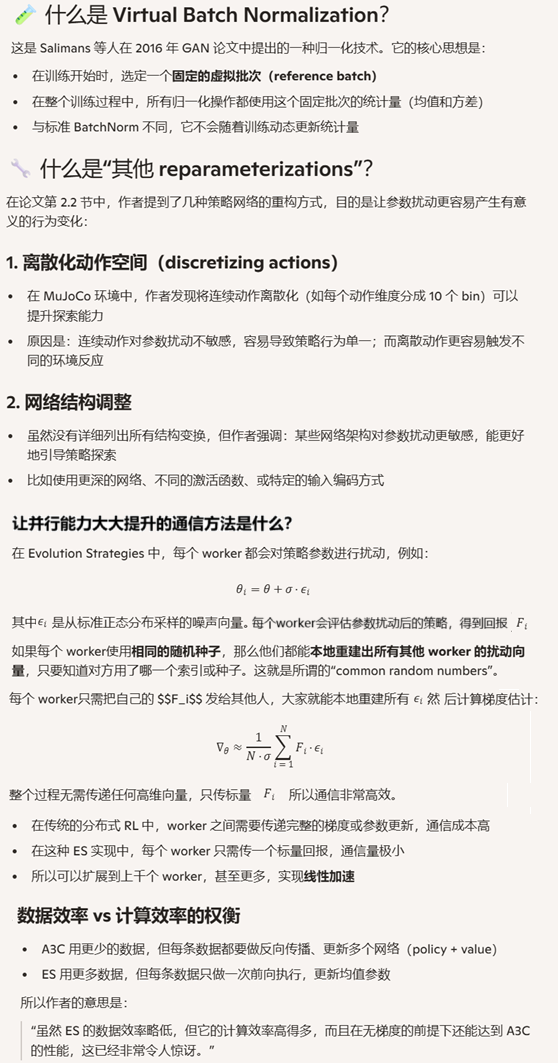 🧪 什么是 Virtual Batch Normalization？
这是 Salimans 等人在 2016 年 GAN 论文中提出的一种归一化技术。它的核心思想是：
• 在训练开始时，选定一个固定的虚拟批次（reference batch）
• 在整个训练过程中，所有归一化操作都使用这个固定批次的统计量（均值和方差）
• 与标准 BatchNorm 不同，它不会随着训练动态更新统计量
🔧 什么是“其他 reparameterizations”？
在论文第 2.2 节中，作者提到了几种策略网络的重构方式，目的是让参数扰动更容易产生有意
义的行为变化：
1. 离散化动作空间（discretizing actions）
• 在 MuJoCo 环境中，作者发现将连续动作离散化（如每个动作维度分成 10 个 bin）可以
提升探索能力
• 原因是：连续动作对参数扰动不敏感，容易导致策略行为单一；而离散动作更容易触发不
同的环境反应
2. 网络结构调整
• 虽然没有详细列出所有结构变换，但作者强调：某些网络架构对参数扰动更敏感，能更好
地引导策略探索
• 比如使用更深的网络、不同的激活函数、或特定的输入编码方式
让并行能力大大提升的通信方法是什么？
在 Evolution Strategies 中，每个 worker 都会对策略参数进行扰动，例如：
θᵢ = θ + σ · ϵᵢ
其中ϵᵢ 是从标准正态分布采样的噪声向量。每个worker会评估参数扰动后的策略，得到回报 Fᵢ
如果每个 worker使用相同的随机种子，那么他们都能本地重建出所有其他 worker 的扰动向
量，只要知道对方用了哪一个索引或种子。这就是所谓的“common random numbers”。
每个 worker只需把自己的 $$F_i$$ 发给其他人，大家就能本地重建所有 ϵᵢ 然 后计算梯度估计：
∇_θ ≈ \frac{1}{N · σ} \sum_{i=1}^{N} Fᵢ · ϵᵢ
整个过程无需传递任何高维向量，只传标量 Fᵢ 所以通信非常高效。
• 在传统的分布式 RL 中，worker 之间需要传递完整的梯度或参数更新，通信成本高
• 在这种 ES 实现中，每个 worker 只需传一个标量回报，通信量极小
• 所以可以扩展到上千个 worker，甚至更多，实现线性加速
数据效率 vs 计算效率的权衡
• A3C 用更少的数据，但每条数据都要做反向传播、更新多个网络（policy + value）
• ES 用更多数据，但每条数据只做一次前向执行，更新均值参数
所以作者的意思是：
“虽然 ES 的数据效率略低，但它的计算效率高得多，而且在无梯度的前提下还能达到 A3C
的性能，这已经非常令人惊讶。”